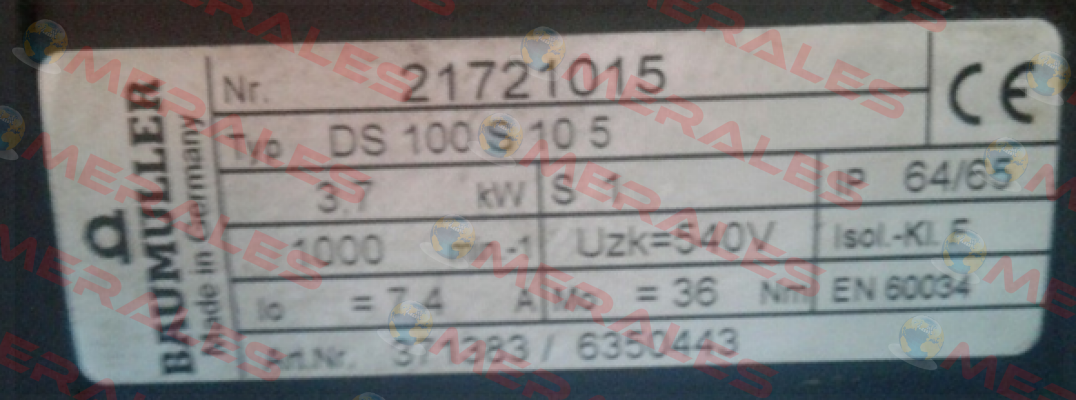 BAUMULLER
Made in Germany
Nr. 21721015
Typ DS 100 S 10 5
3.7 kW S 1 IP 64/65
1000 min.-1 Uzk=540V Isol.-Kl. F
Io = 7.4 A Mo = 36 Nm EN 60034
Art.Nr. 371383 / 6350443
CE
OMERALES